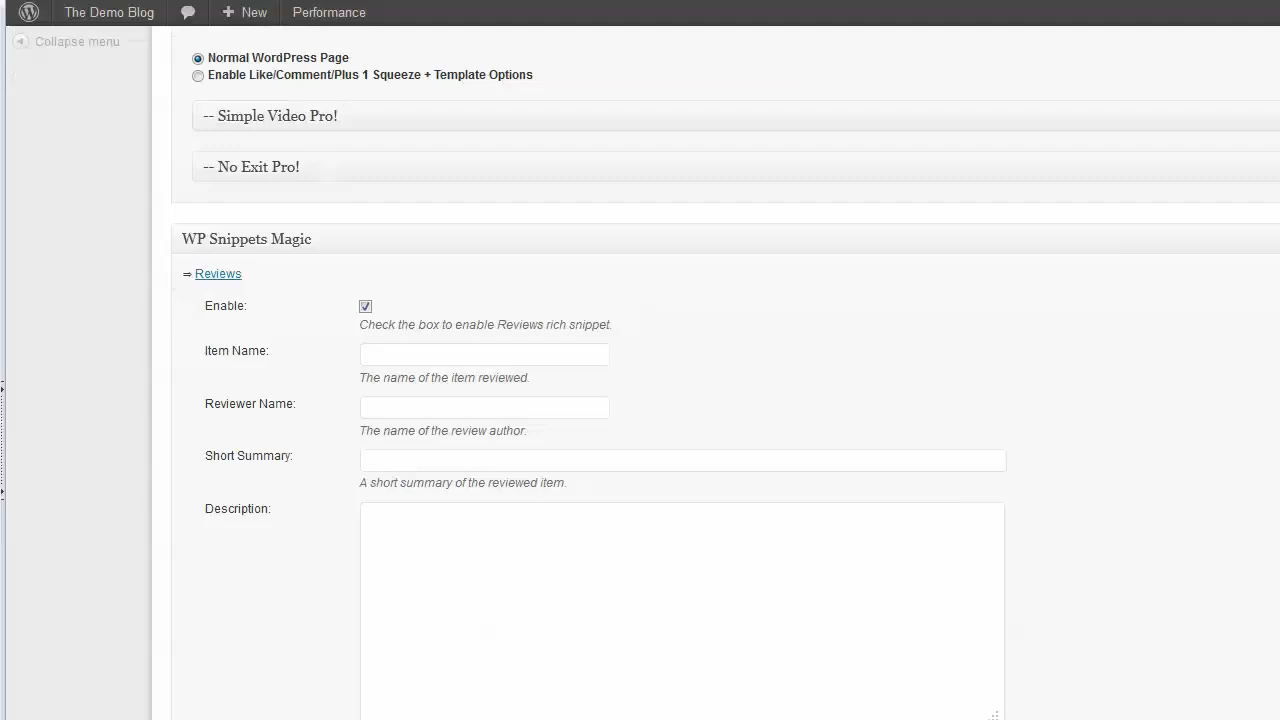 The Demo Blog New Performance
Collapse menu
Normal WordPress Page
Enable Like/Comment/Plus 1 Squeeze + Template Options
-- Simple Video Pro!
-- No Exit Pro!
WP Snippets Magic
⇒ Reviews
Enable:
Check the box to enable Reviews rich snippet.
Item Name:
The name of the item reviewed.
Reviewer Name:
The name of the review author.
Short Summary:
A short summary of the reviewed item.
Description: